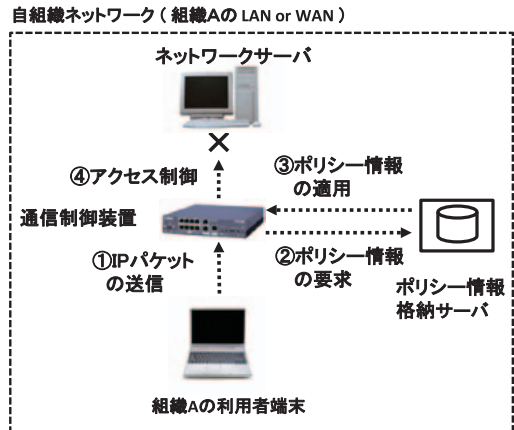 自組織ネットワーク ( 組織Aの LAN or WAN )
ネットワークサーバ
④アクセス制御
③ポリシー情報
の適用
通信制御装置
①IPパケット
の送信
②ポリシー情報
の要求
ポリシー情報
格納サーバ
組織Aの利用者端末